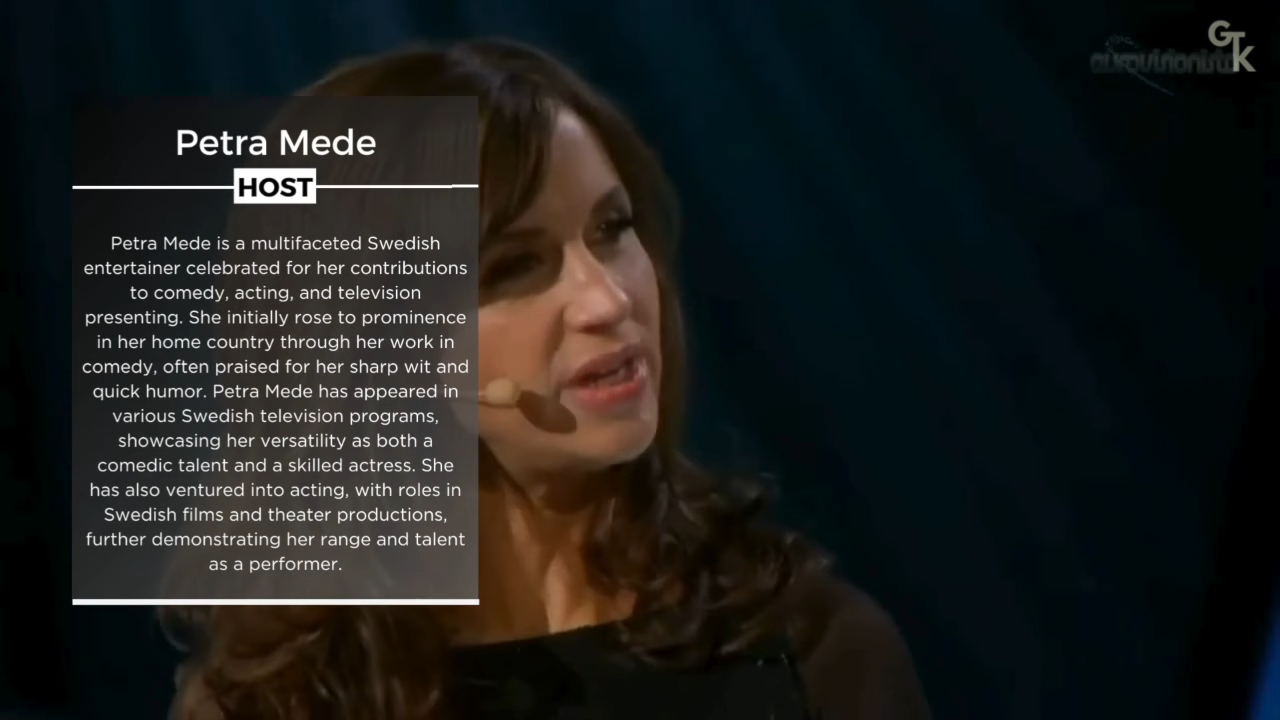 GTK
eurovisionista
Petra Mede
HOST
Petra Mede is a multifaceted Swedish
entertainer celebrated for her contributions
to comedy, acting, and television
presenting. She initially rose to prominence
in her home country through her work in
comedy, often praised for her sharp wit and
quick humor. Petra Mede has appeared in
various Swedish television programs,
showcasing her versatility as both a
comedic talent and a skilled actress. She
has also ventured into acting, with roles in
Swedish films and theater productions,
further demonstrating her range and talent
as a performer.